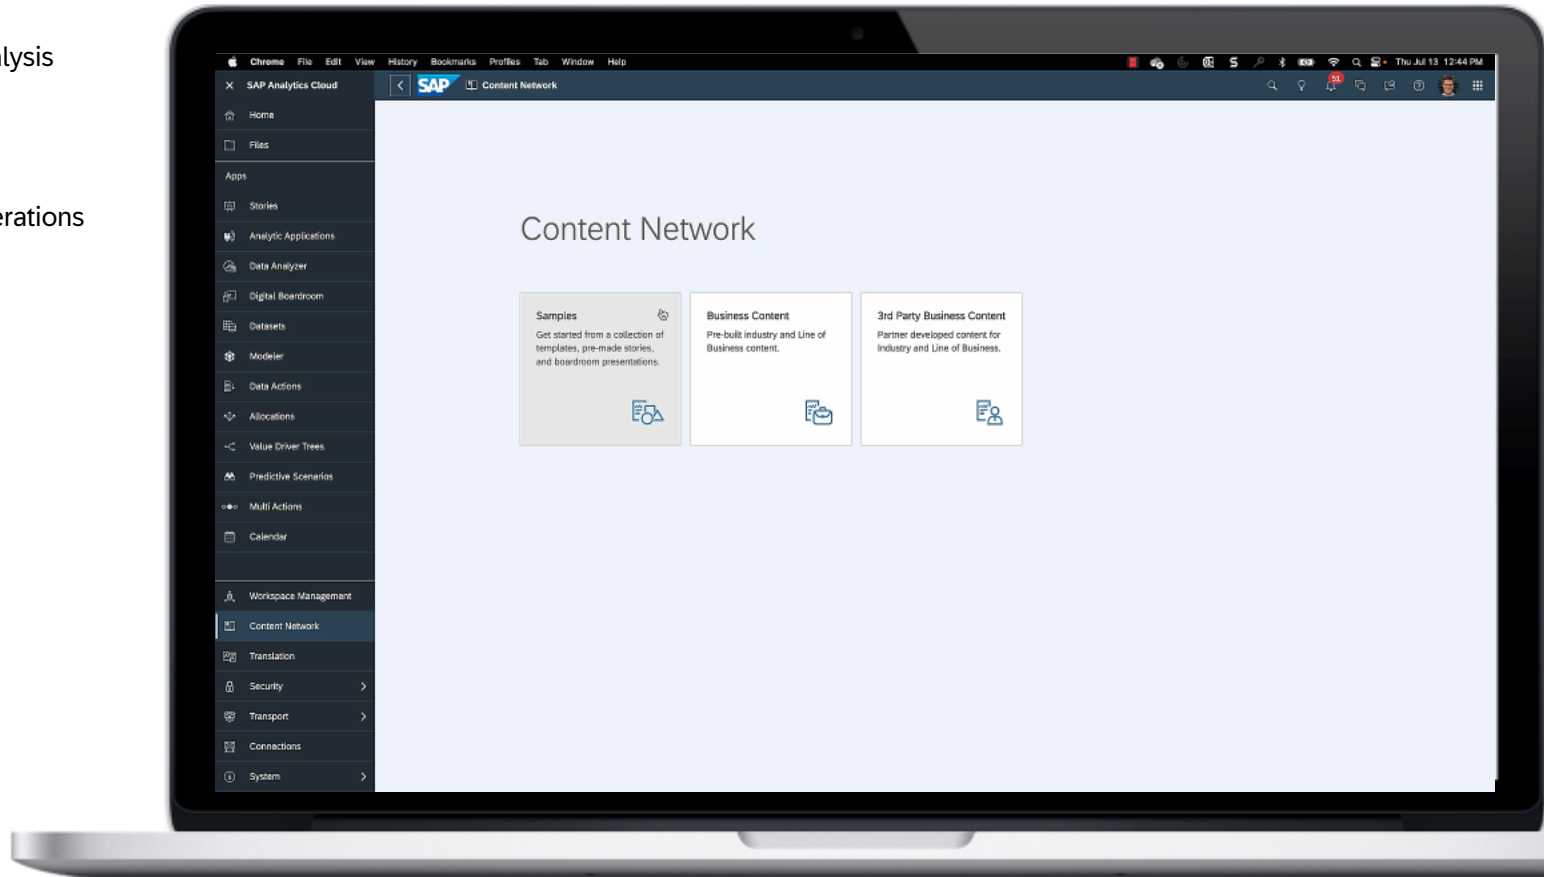 lysis
erations
Chrome File Edit View History Bookmarks Profiles Tab Window Help
Thu Jul 13 12:44 PM
SAP Analytics Cloud
SAP Content Network
51
Home
Files
Apps
Stories
Analytic Applications
Data Analyzer
Digital Boardroom
Datasets
Modeler
Data Actions
Allocations
Value Driver Trees
Predictive Scenarios
Multi Actions
Calendar
Workspace Management
Content Network
Translation
Security
Transport
Connections
System
Content Network
Samples
Get started from a collection of
templates, pre-made stories,
and boardroom presentations.
Business Content
Pre-built industry and Line of
Business content.
3rd Party Business Content
Partner developed content for
Industry and Line of Business.